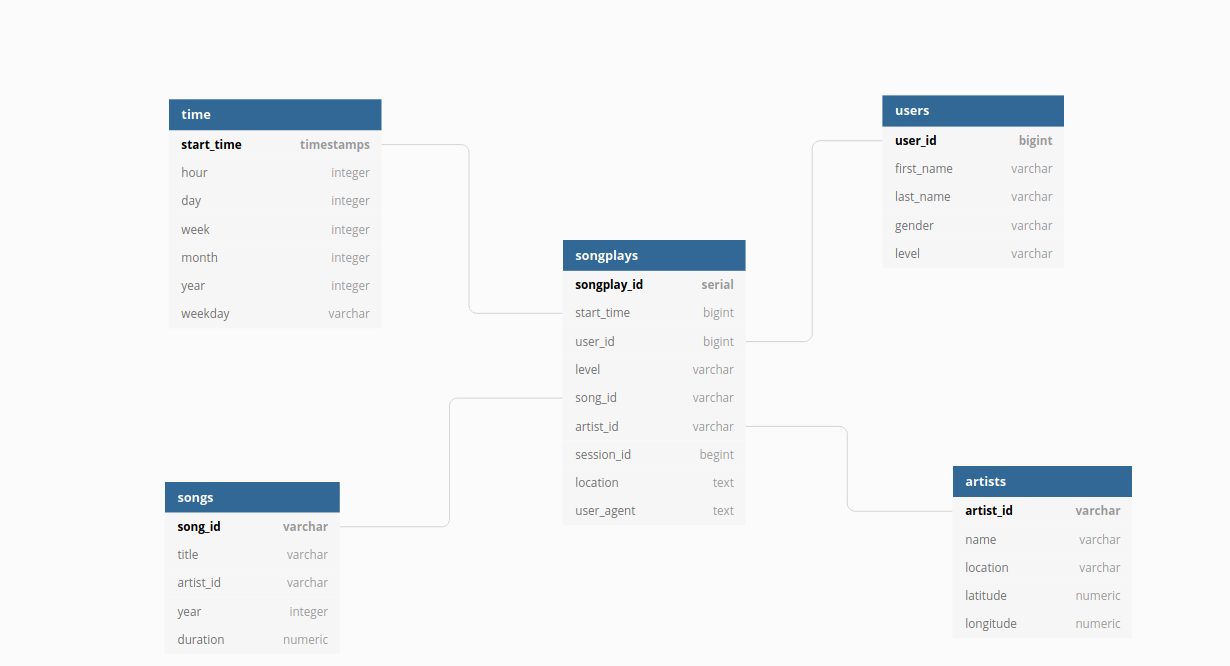 time
start_time timestamps
hour integer
day integer
week integer
month integer
year integer
weekday varchar
users
user_id bigint
first_name varchar
last_name varchar
gender varchar
level varchar
songplays
songplay_id serial
start_time bigint
user_id bigint
level varchar
song_id varchar
artist_id varchar
session_id begint
location text
user_agent text
songs
song_id varchar
title varchar
artist_id varchar
year integer
duration numeric
artists
artist_id varchar
name varchar
location varchar
latitude numeric
longitude numeric